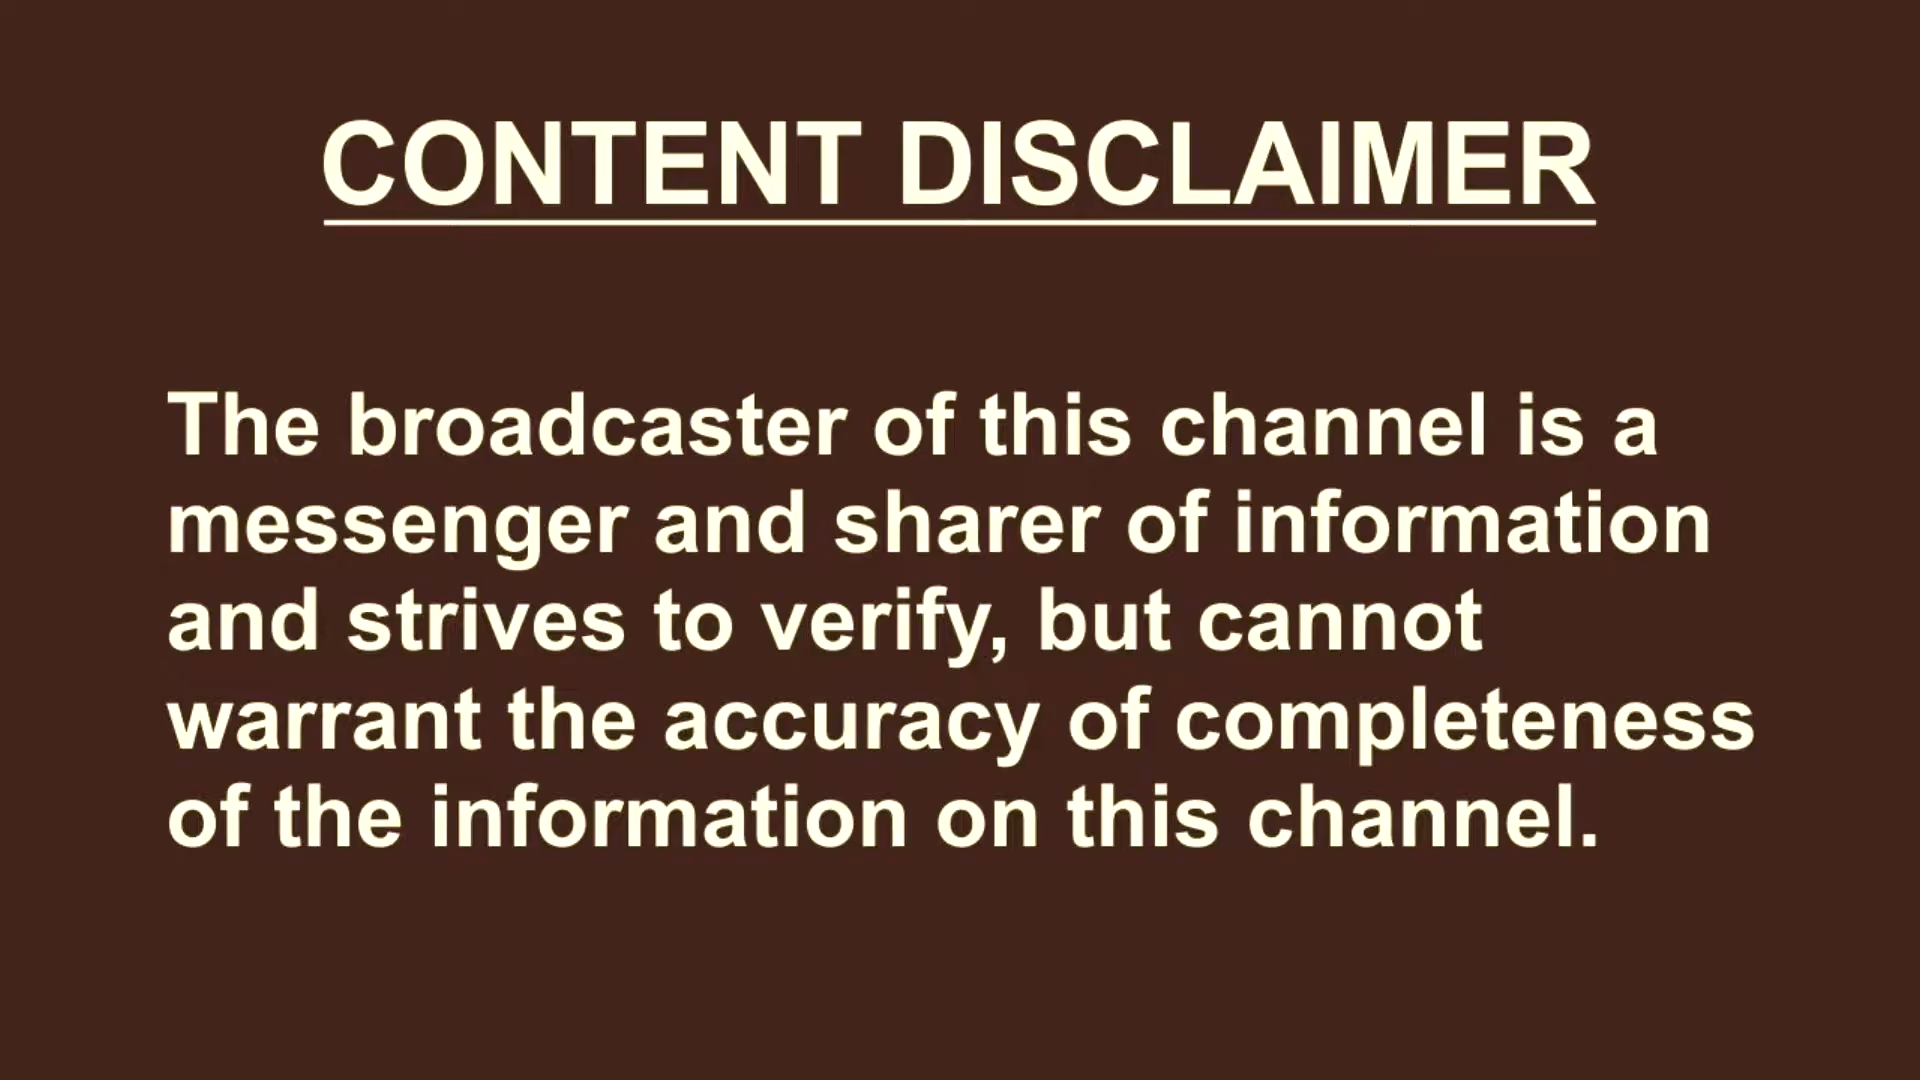 CONTENT DISCLAIMER
The broadcaster of this channel is a
messenger and sharer of information
and strives to verify, but cannot
warrant the accuracy of completeness
of the information on this channel.